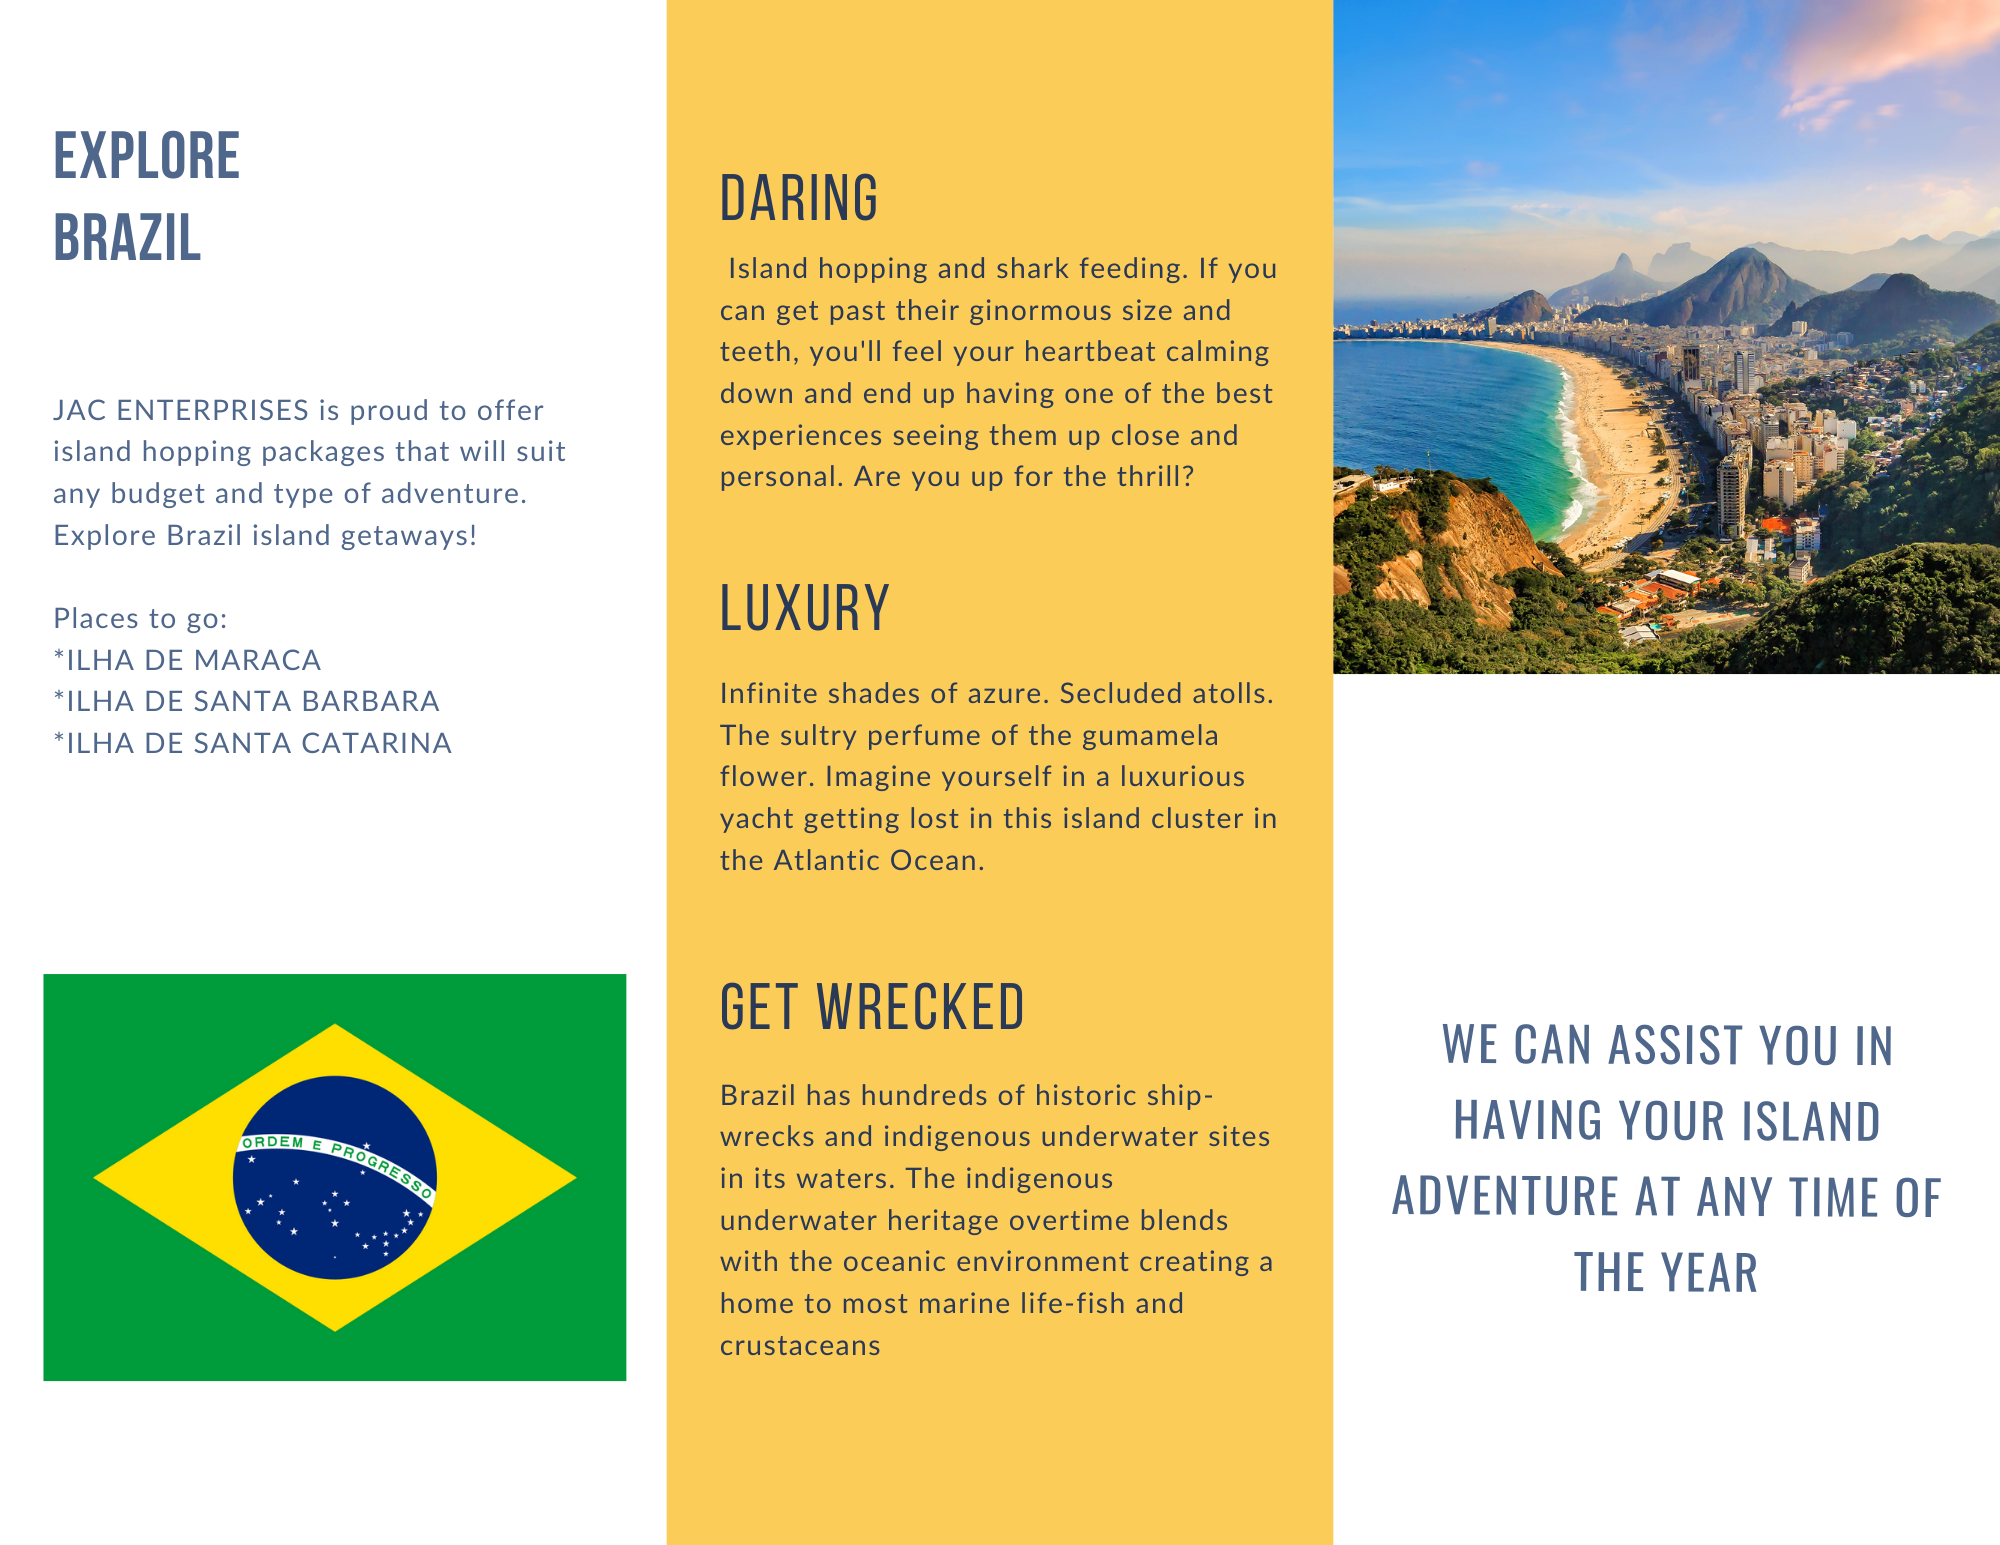 EXPLORE
BRAZIL
JAC ENTERPRISES is proud to offer
island hopping packages that will suit
any budget and type of adventure.
Explore Brazil island getaways!
Places to go:
*ILHA DE MARACA
*ILHA DE SANTA BARBARA
*ILHA DE SANTA CATARINA
ORDEM E PROGRESSO
DARING
Island hopping and shark feeding. If you
can get past their ginormous size and
teeth, you'll feel your heartbeat calming
down and end up having one of the best
experiences seeing them up close and
personal. Are you up for the thrill?
LUXURY
Infinite shades of azure. Secluded atolls.
The sultry perfume of the gumamela
flower. Imagine yourself in a luxurious
yacht getting lost in this island cluster in
the Atlantic Ocean.
GET WRECKED
Brazil has hundreds of historic ship-
wrecks and indigenous underwater sites
in its waters. The indigenous
underwater heritage overtime blends
with the oceanic environment creating a
home to most marine life-fish and
crustaceans
WE CAN ASSIST YOU IN
HAVING YOUR ISLAND
ADVENTURE AT ANY TIME OF
THE YEAR